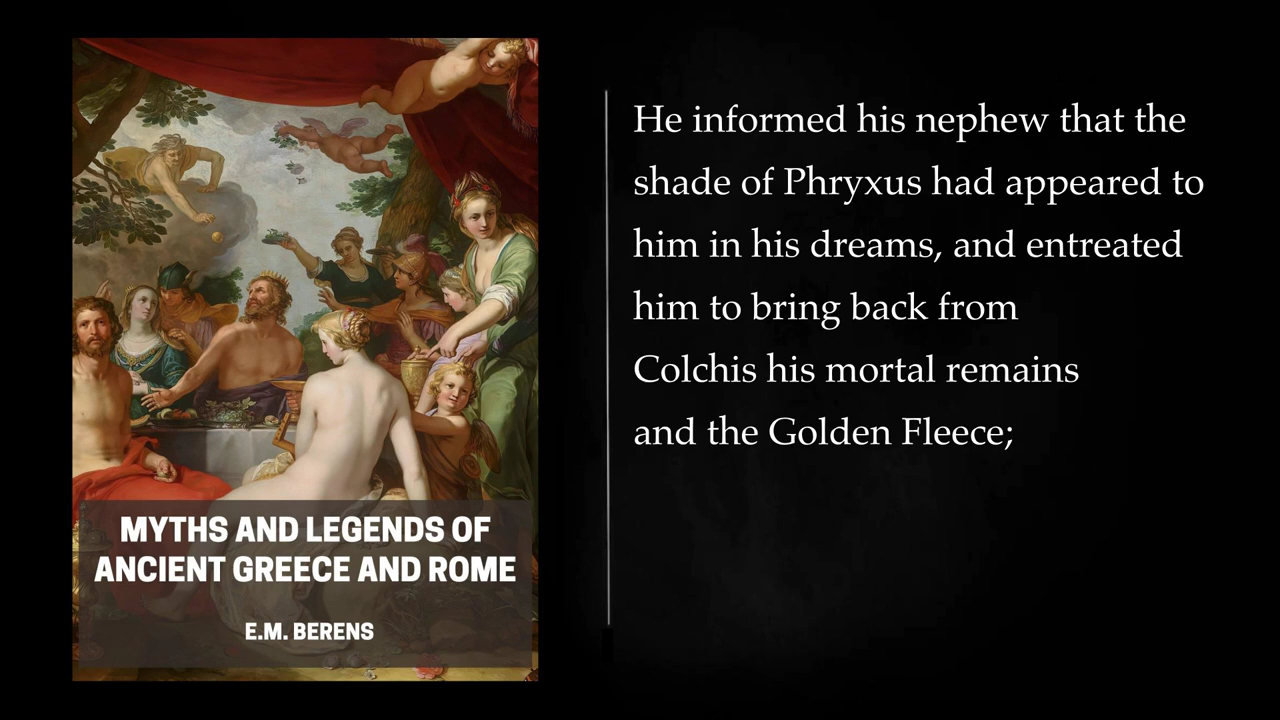 MYTHS AND LEGENDS OF
ANCIENT GREECE AND ROME
E.M. BERENS
He informed his nephew that the
shade of Phryxus had appeared to
him in his dreams, and entreated
him to bring back from
Colchis his mortal remains
and the Golden Fleece;